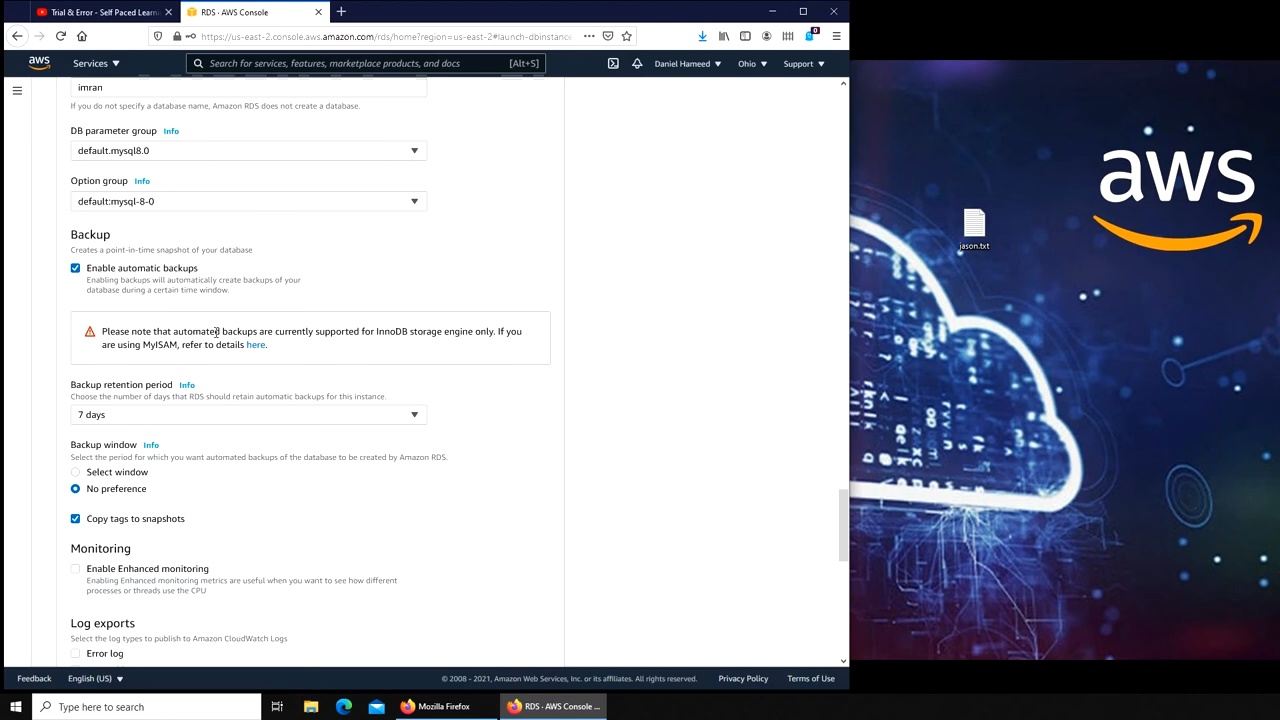 Trial & Error - Self Paced Learni
RDS · AWS Console
https://us-east-2.console.aws.amazon.com/rds/home?region=us-east-2#launch-dbinstance
0
aws
Services
Search for services, features, marketplace products, and docs
[Alt+S]
Daniel Hameed
Ohio
Support
imran
If you do not specify a database name, Amazon RDS does not create a database.
DB parameter group Info
default.mysql8.0
Option group Info
default:mysql-8-0
Backup
Creates a point-in-time snapshot of your database
Enable automatic backups
Enabling backups will automatically create backups of your
database during a certain time window.
Please note that automated backups are currently supported for InnoDB storage engine only. If you
are using MyISAM, refer to details here.
Backup retention period Info
Choose the number of days that RDS should retain automatic backups for this instance.
7 days
Backup window Info
Select the period for which you want automated backups of the database to be created by Amazon RDS.
Select window
No preference
Copy tags to snapshots
Monitoring
Enable Enhanced monitoring
Enabling Enhanced monitoring metrics are useful when you want to see how different
processes or threads use the CPU
Log exports
Select the log types to publish to Amazon CloudWatch Logs
Error log
Feedback
English (US)
© 2008 - 2021, Amazon Web Services, Inc. or its affiliates. All rights reserved.
Privacy Policy
Terms of Use
Type here to search
Mozilla Firefox
RDS · AWS Console ...
aws
jason.txt